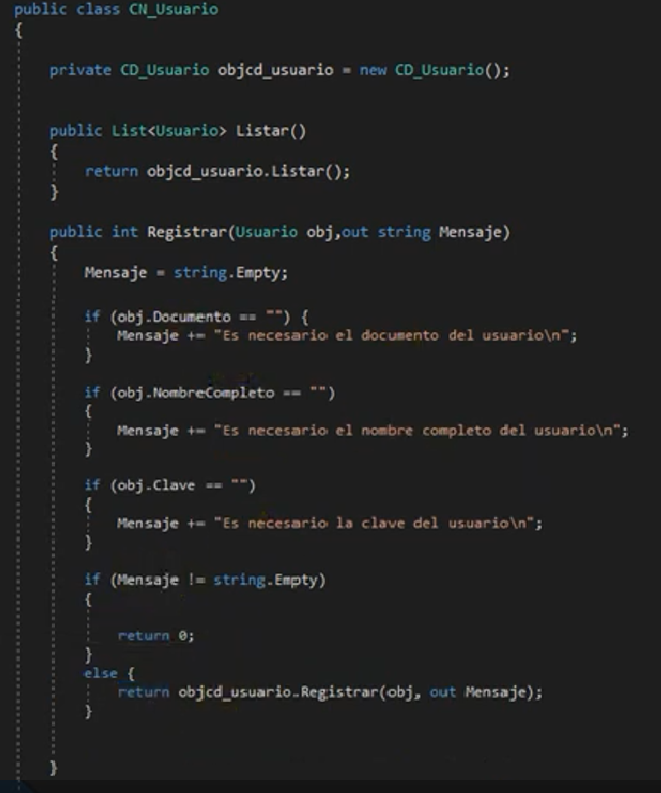 public class CN_Usuario
{
private CD_Usuario objcd_usuario = new CD_Usuario();
public List<Usuario> Listar()
{
return objcd_usuario.Listar();
}
public int Registrar(Usuario obj,out string Mensaje)
{
Mensaje = string.Empty;
if (obj.Documento == "") {
Mensaje += "Es necesario el documento del usuario\n";
}
if (obj.NombreCompleto == "")
{
Mensaje += "Es necesario el nombre completo del usuario\n";
}
if (obj.Clave == "")
{
Mensaje += "Es necesario la clave del usuario\n";
}
if (Mensaje != string.Empty)
{
return 0;
}
else {
return objcd_usuario.Registrar(obj, out Mensaje);
}
}